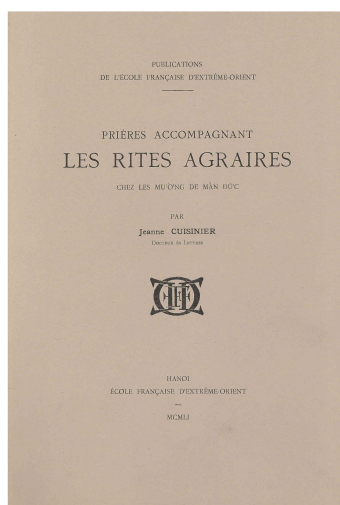 PUBLICATIONS
DE L'ÉCOLE FRANÇAISE D'EXTRÊME-ORIENT
PRIÈRES ACCOMPAGNANT
LES RITES AGRAIRES
CHEZ LES MƯỜNG DE MÂN ĐỨC
PAR
Jeanne CUISINIER
Docteur ès Lettres
HANOI
ÉCOLE FRANÇAISE D'EXTRÊME-ORIENT
MCMLI